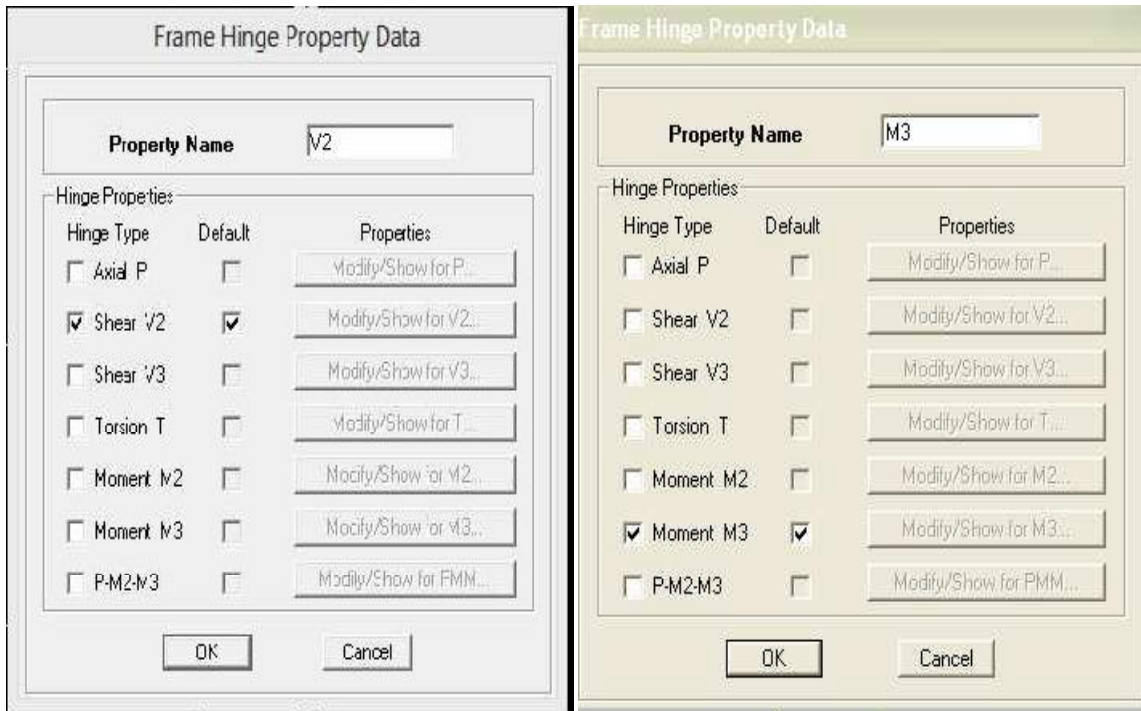 Frame Hinge Property Data
Property Name V2
Hinge Properties
Hinge Type Default Properties
Axial P Modify/Show for P...
Shear V2 Modify/Show for V2...
Shear V3 Modify/Show for V3...
Torsion T Modify/Show for T...
Moment M2 Modify/Show for M2...
Moment M3 Modify/Show for M3...
P-M2-M3 Modify/Show for PMM...
OK Cancel
Frame Hinge Property Data
Property Name M3
Hinge Properties
Hinge Type Default Properties
Axial P Modify/Show for P...
Shear V2 Modify/Show for V2...
Shear V3 Modify/Show for V3...
Torsion T Modify/Show for T...
Moment M2 Modify/Show for M2...
Moment M3 Modify/Show for M3...
P-M2-M3 Modify/Show for PMM...
OK Cancel